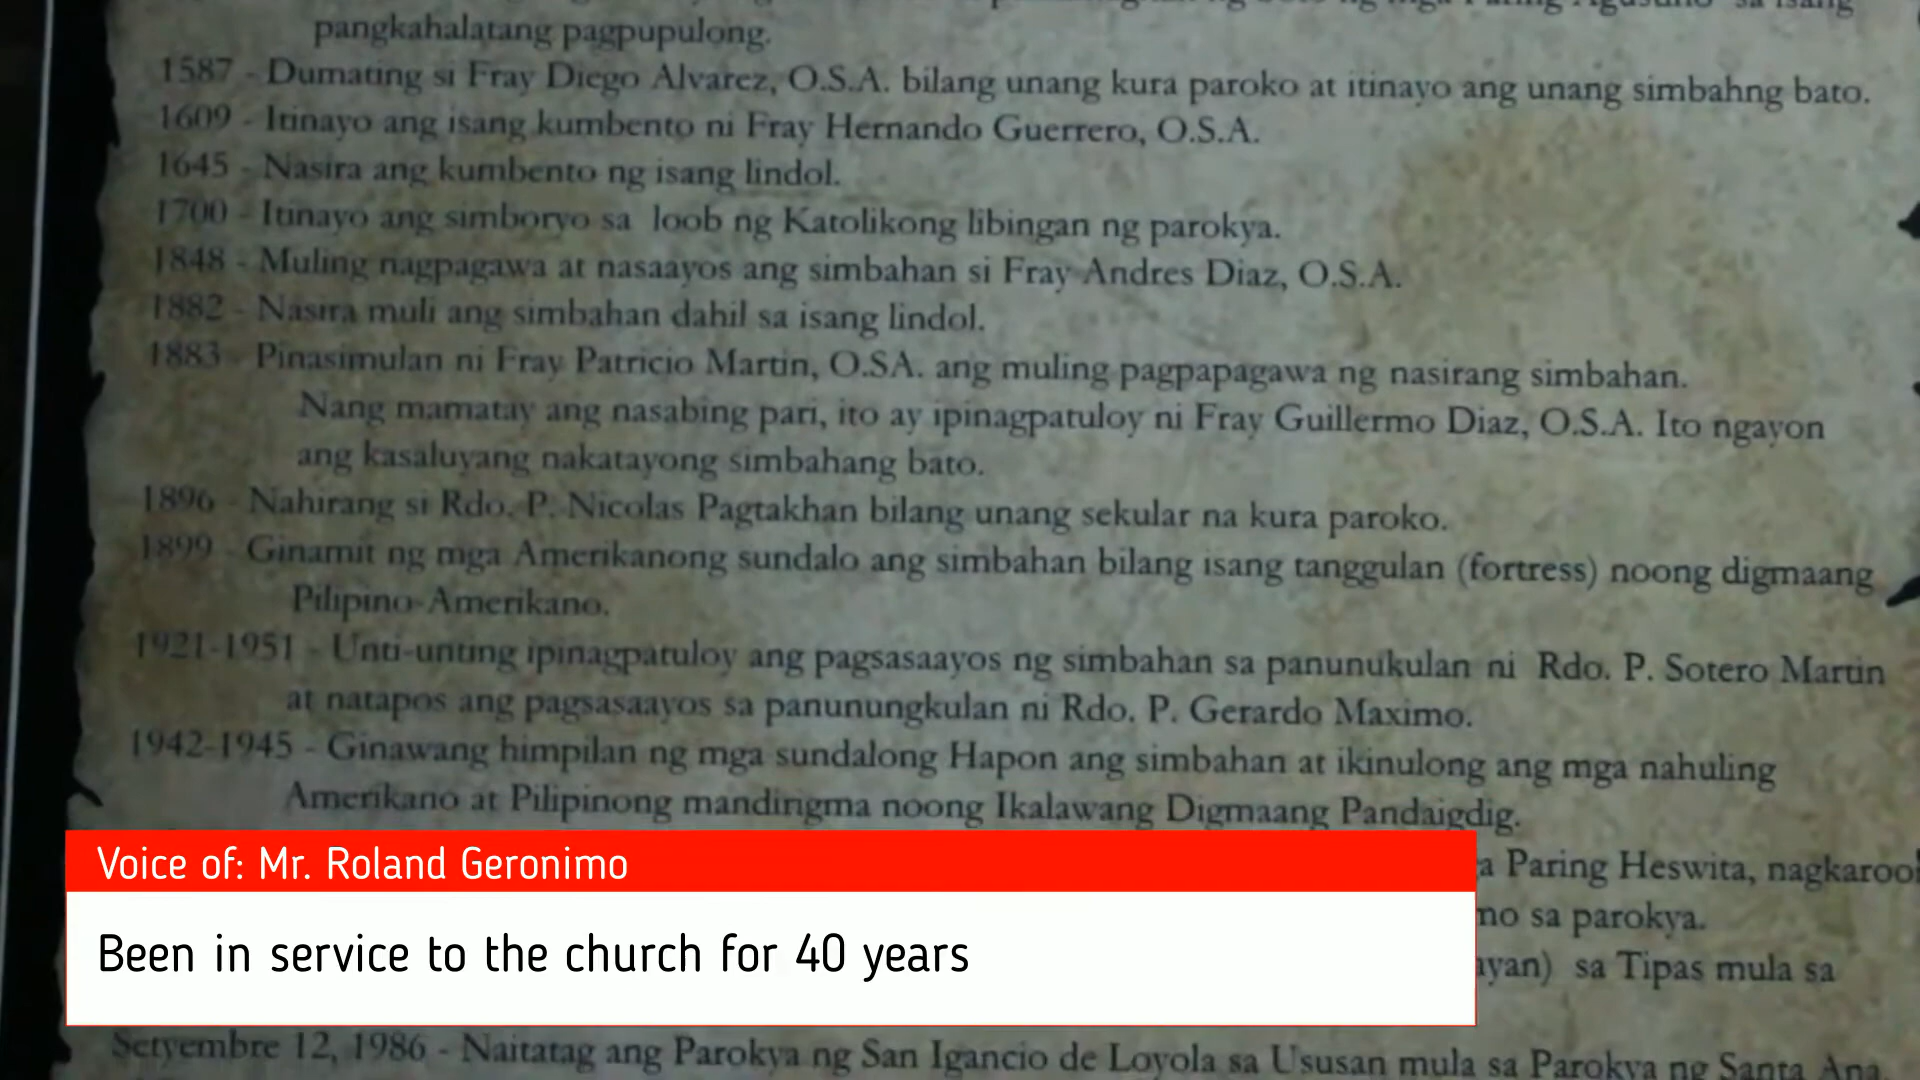 pangkahalatang pagpupulong.
1587 - Dumating si Fray Diego Alvarez, O.S.A. bilang unang kura paroko at itinayo ang unang simbahng bato.
1609 - Itinayo ang isang kumbento ni Fray Hernando Guerrero, O.S.A.
1645 - Nasira ang kumbento ng isang lindol.
1700 - Itinayo ang simboryo sa loob ng Katolikong libingan ng parokya.
1848 - Muling nagpagawa at nasaayos ang simbahan si Fray Andres Diaz, O.S.A.
1882 - Nasira muli ang simbahan dahil sa isang lindol.
1883 - Pinasimulan ni Fray Patricio Martin, O.SA. ang muling pagpapagawa ng nasirang simbahan.
Nang mamatay ang nasabing pari, ito ay ipinagpatuloy ni Fray Guillermo Diaz, O.S.A. Ito ngayon
ang kasaluyang nakatayong simbahang bato.
1896 - Nahirang si Rdo. P. Nicolas Pagtakhan bilang unang sekular na kura paroko.
1899 - Ginamit ng mga Amerikanong sundalo ang simbahan bilang isang tanggulan (fortress) noong digmaang
Pilipino-Amerikano.
1921-1951 - Unti-unting ipinagpatuloy ang pagsasaayos ng simbahan sa panunukulan ni Rdo. P. Sotero Martin
at natapos ang pagsasaayos sa panunungkulan ni Rdo. P. Gerardo Maximo.
1942-1945 - Ginawang himpilan ng mga sundalong Hapon ang simbahan at ikinulong ang mga nahuling
Amerikano at Pilipinong mandingma noong Ikalawang Digmaang Pandaigdig.
Paring Heswita,
sa parokya.
sa Tipas mula sa
Voice of: Mr. Roland Geronimo
Been in service to the church for 40 years
Setyembre 12, 1986 - Naitatag ang Parokya ng San Igancio de Loyola sa Ususan mula sa Parokya ng Santa Ana.